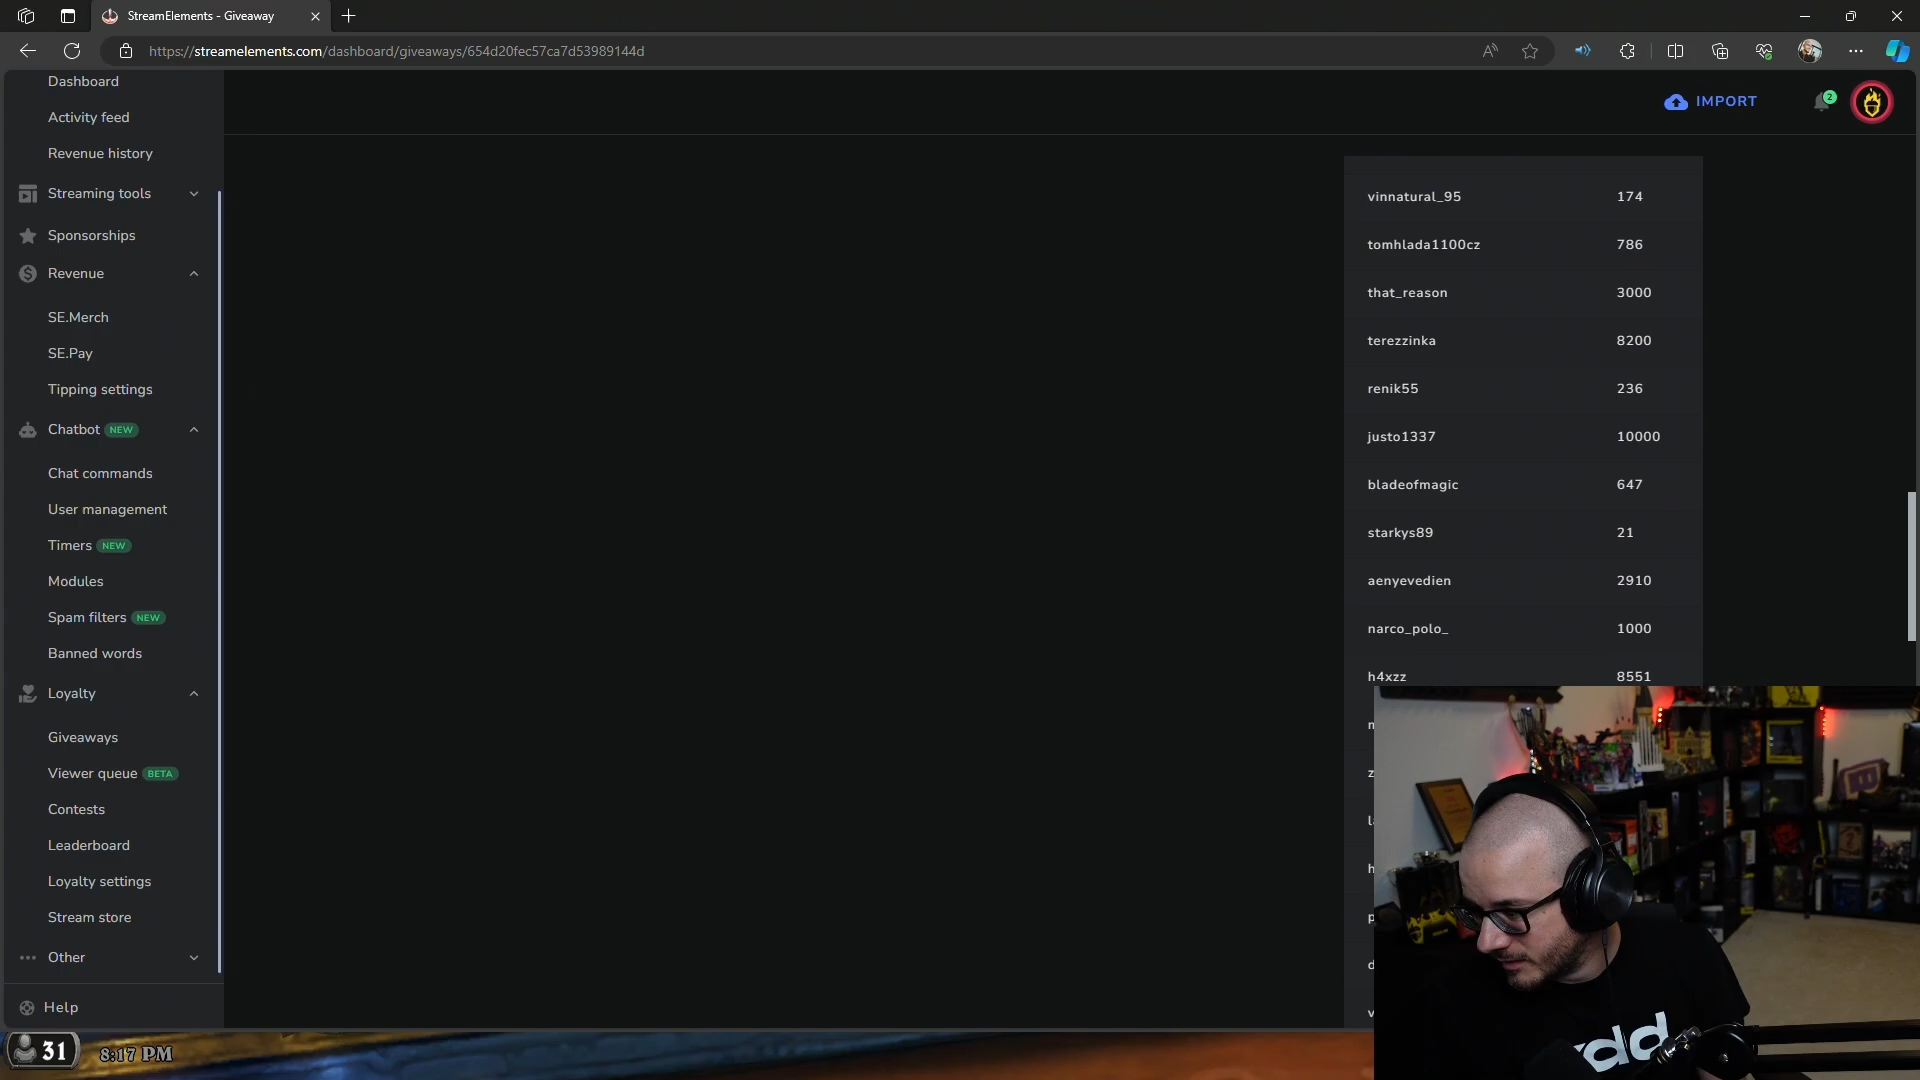 StreamElements - Giveaway
https://streamelements.com/dashboard/giveaways/654d20fec57ca7d53989144d
Dashboard
Activity feed
Revenue history
Streaming tools
Sponsorships
Revenue
SE.Merch
SE.Pay
Tipping settings
Chatbot NEW
Chat commands
User management
Timers NEW
Modules
Spam filters NEW
Banned words
Loyalty
Giveaways
Viewer queue BETA
Contests
Leaderboard
Loyalty settings
Stream store
Other
Help
31 8:17 PM
IMPORT
2
vinnatural_95 174
tomhlada1100cz 786
that_reason 3000
terezzinka 8200
renik55 236
justo1337 10000
bladeofmagic 647
starkys89 21
aenyevedien 2910
narco_polo_ 1000
h4xzz 8551